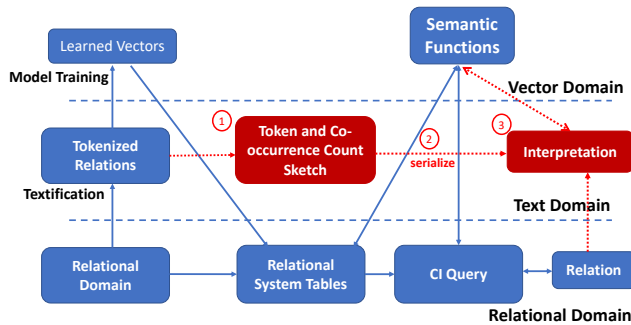 Learned Vectors
Semantic
Functions
Model Training
Vector Domain
1
Token and Co-
occurrence Count
Sketch
2
serialize
3
Interpretation
Tokenized
Relations
Textification
Text Domain
Relational
Domain
Relational
System Tables
CI Query
Relation
Relational Domain